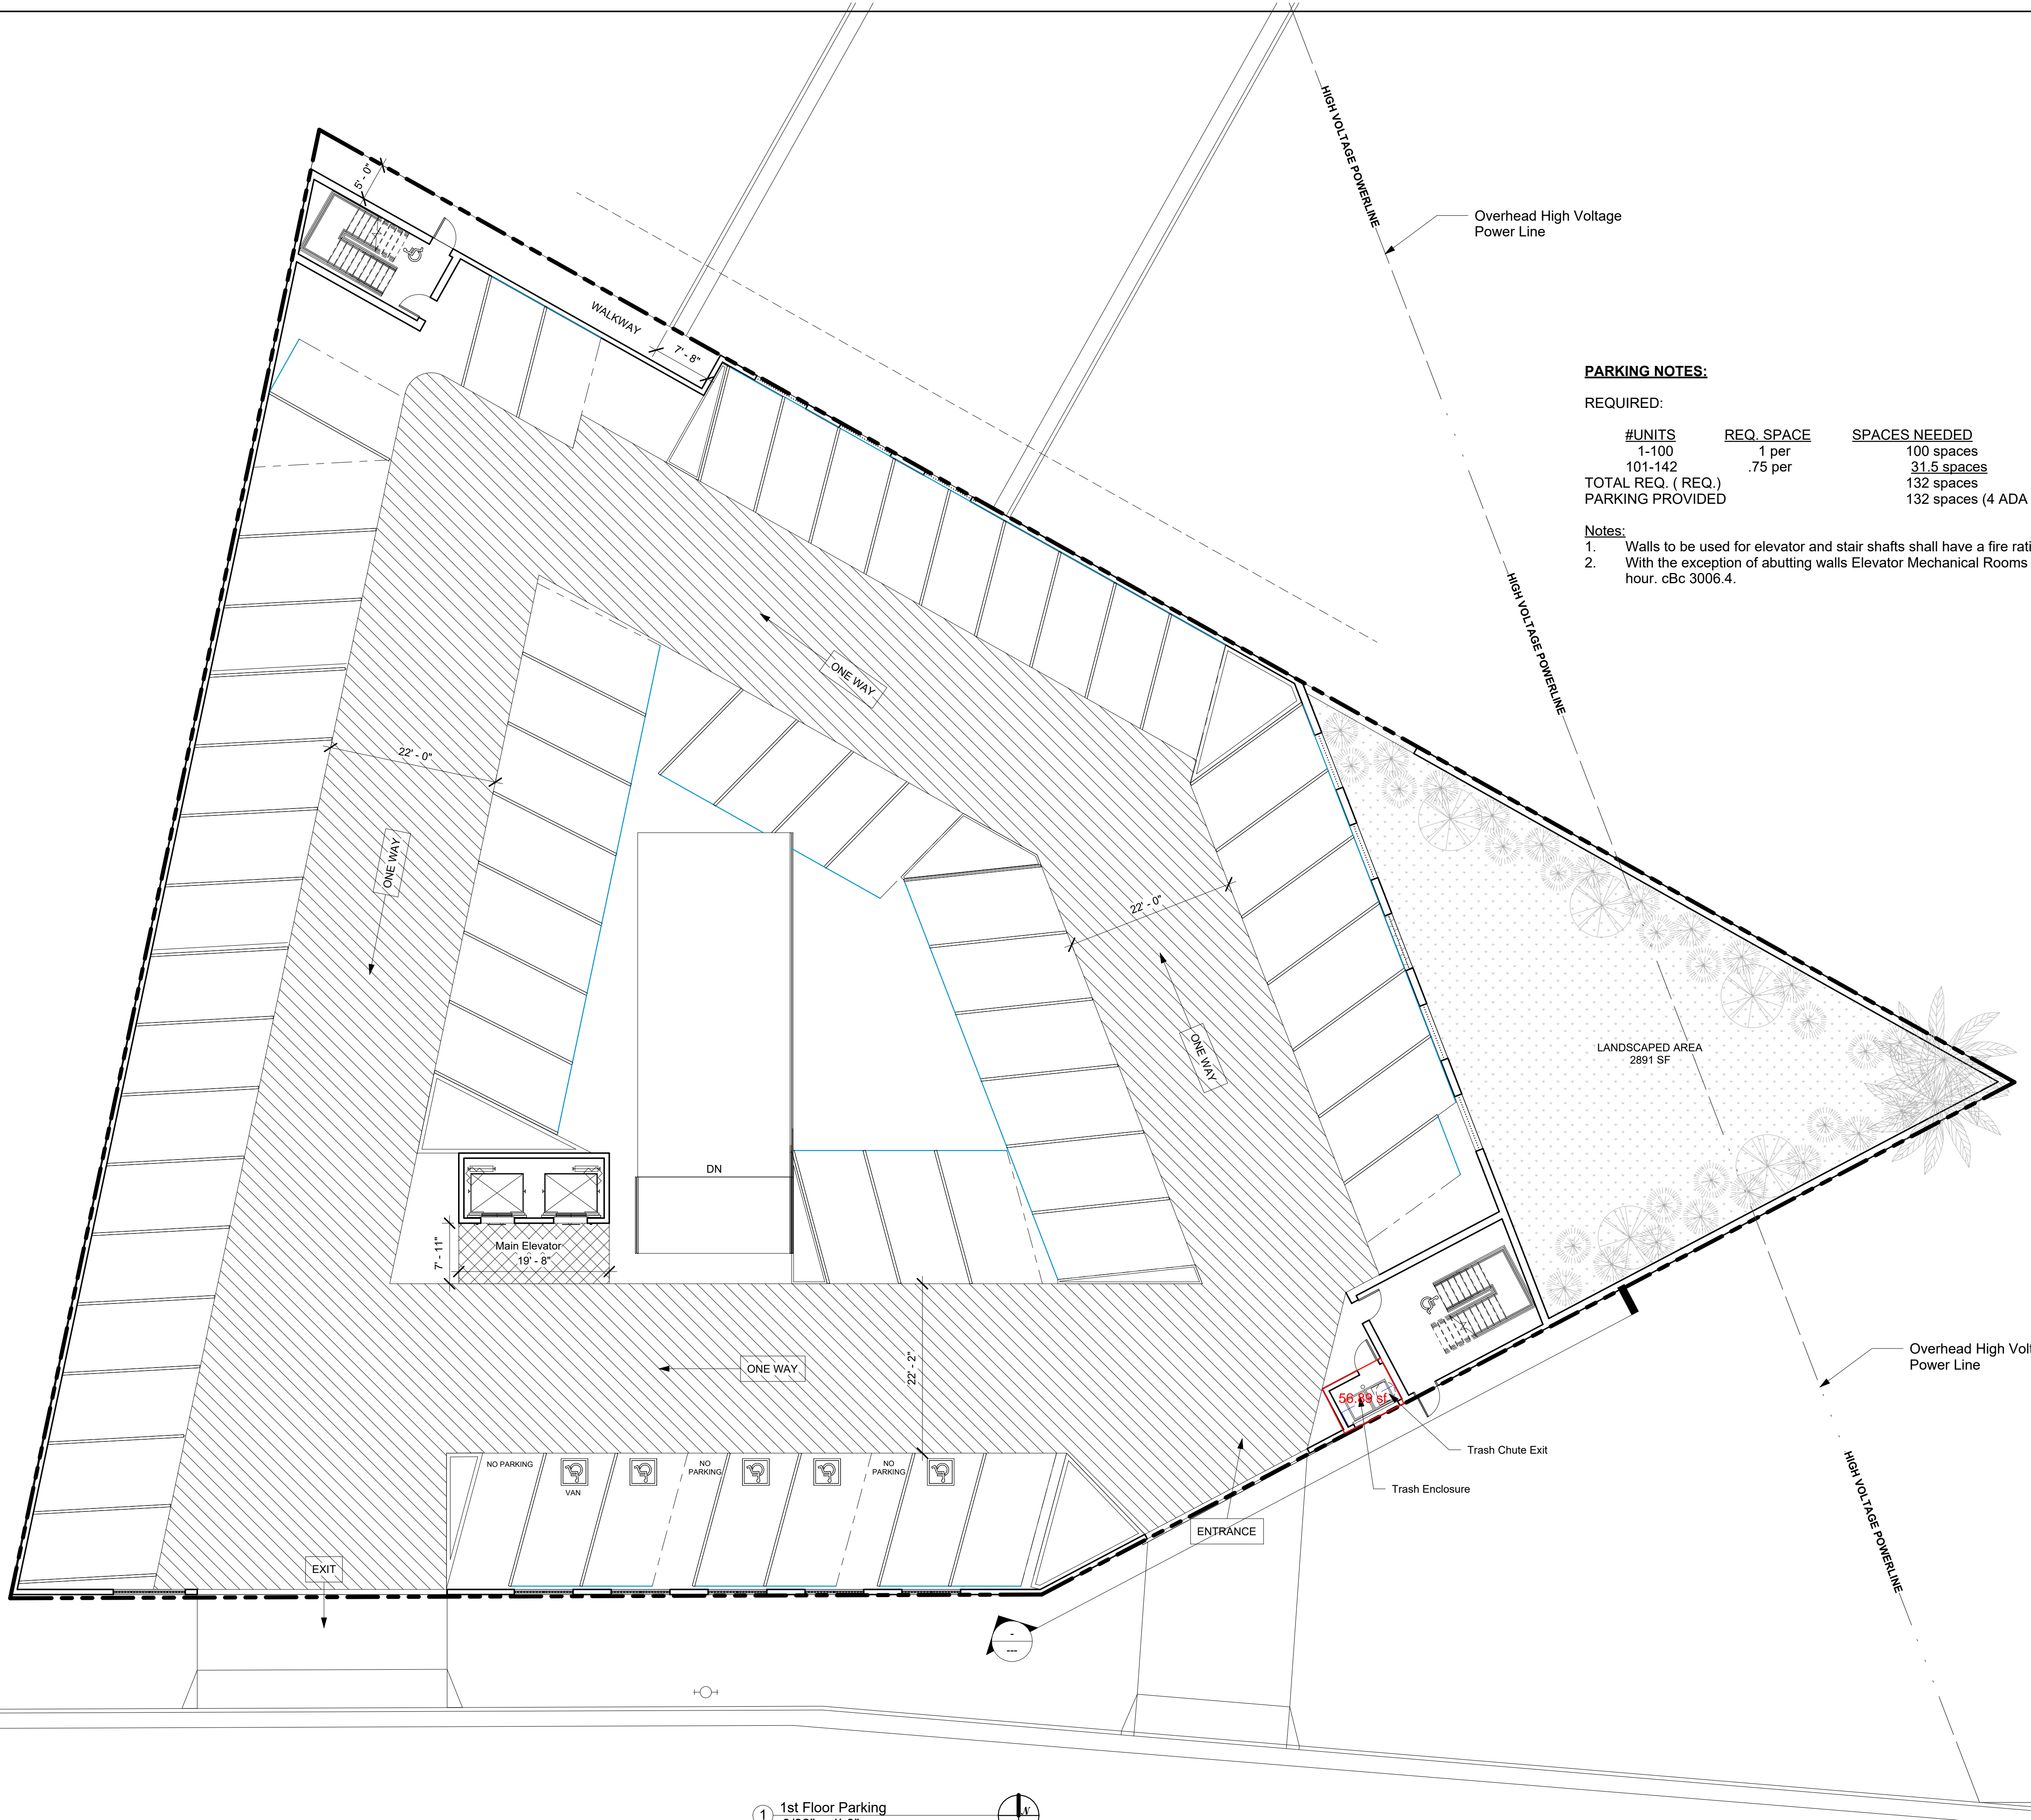 HIGH VOLTAGE POWERLINE
Overhead High Voltage
Power Line
5' - 0"
WALKWAY
7' - 8"
PARKING NOTES:
REQUIRED:
#UNITS REQ. SPACE SPACES NEEDED
1-100 1 per 100 spaces
101-142 .75 per 31.5 spaces
TOTAL REQ. ( REQ.) 132 spaces
PARKING PROVIDED 132 spaces (4 ADA
Notes:
1. Walls to be used for elevator and stair shafts shall have a fire rati
2. With the exception of abutting walls Elevator Mechanical Rooms
hour. cBc 3006.4.
HIGH VOLTAGE POWERLINE
ONE WAY
22' - 0"
ONE WAY
22' - 0"
ONE WAY
LANDSCAPED AREA
2891 SF
DN
Main Elevator
19' - 8"
7' - 11"
ONE WAY
22' - 2"
56.89 sf
Overhead High Volt
Power Line
Trash Chute Exit
Trash Enclosure
NO PARKING
VAN
NO
PARKING
NO
PARKING
ENTRANCE
EXIT
HIGH VOLTAGE POWERLINE
-
---
1 1st Floor Parking
N